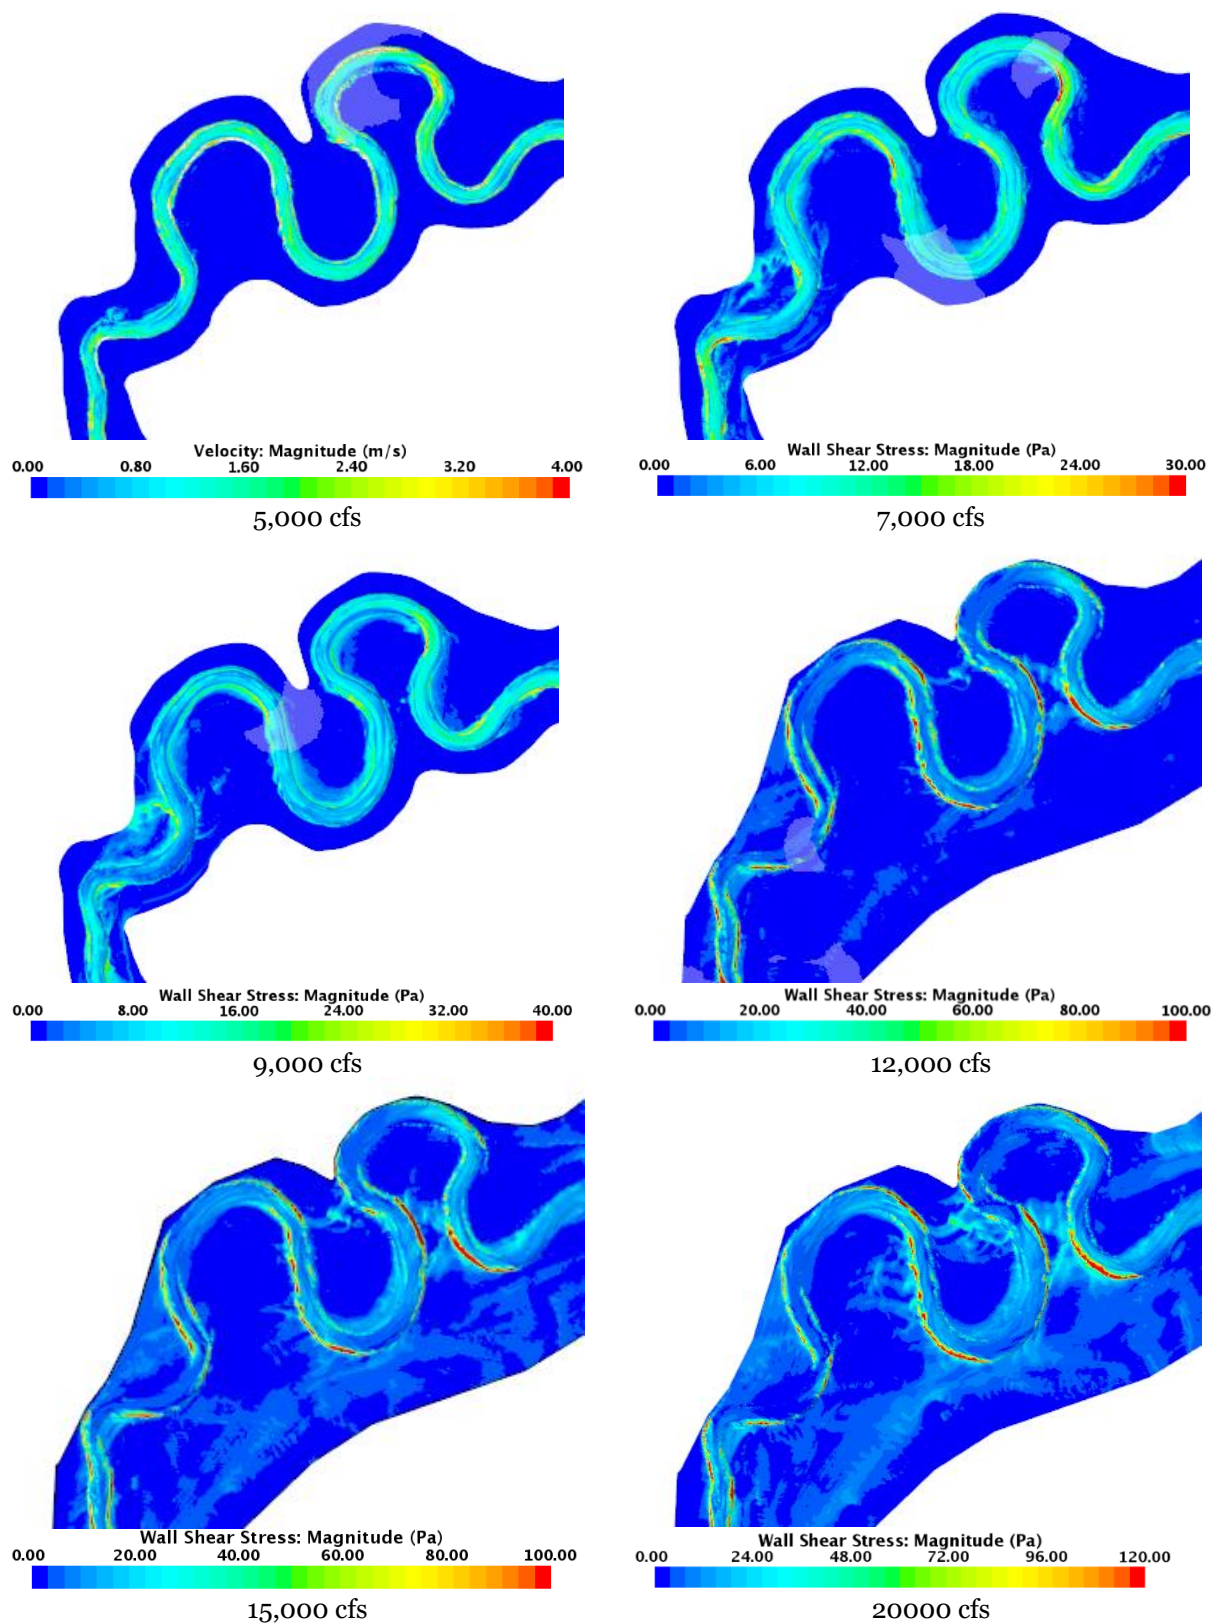 Velocity: Magnitude (m/s)
0.00 0.80 1.60 2.40 3.20 4.00
5,000 cfs
Wall Shear Stress: Magnitude (Pa)
0.00 6.00 12.00 18.00 24.00 30.00
7,000 cfs
Wall Shear Stress: Magnitude (Pa)
0.00 8.00 16.00 24.00 32.00 40.00
9,000 cfs
Wall Shear Stress: Magnitude (Pa)
0.00 20.00 40.00 60.00 80.00 100.00
12,000 cfs
Wall Shear Stress: Magnitude (Pa)
0.00 20.00 40.00 60.00 80.00 100.00
15,000 cfs
Wall Shear Stress: Magnitude (Pa)
0.00 24.00 48.00 72.00 96.00 120.00
20000 cfs